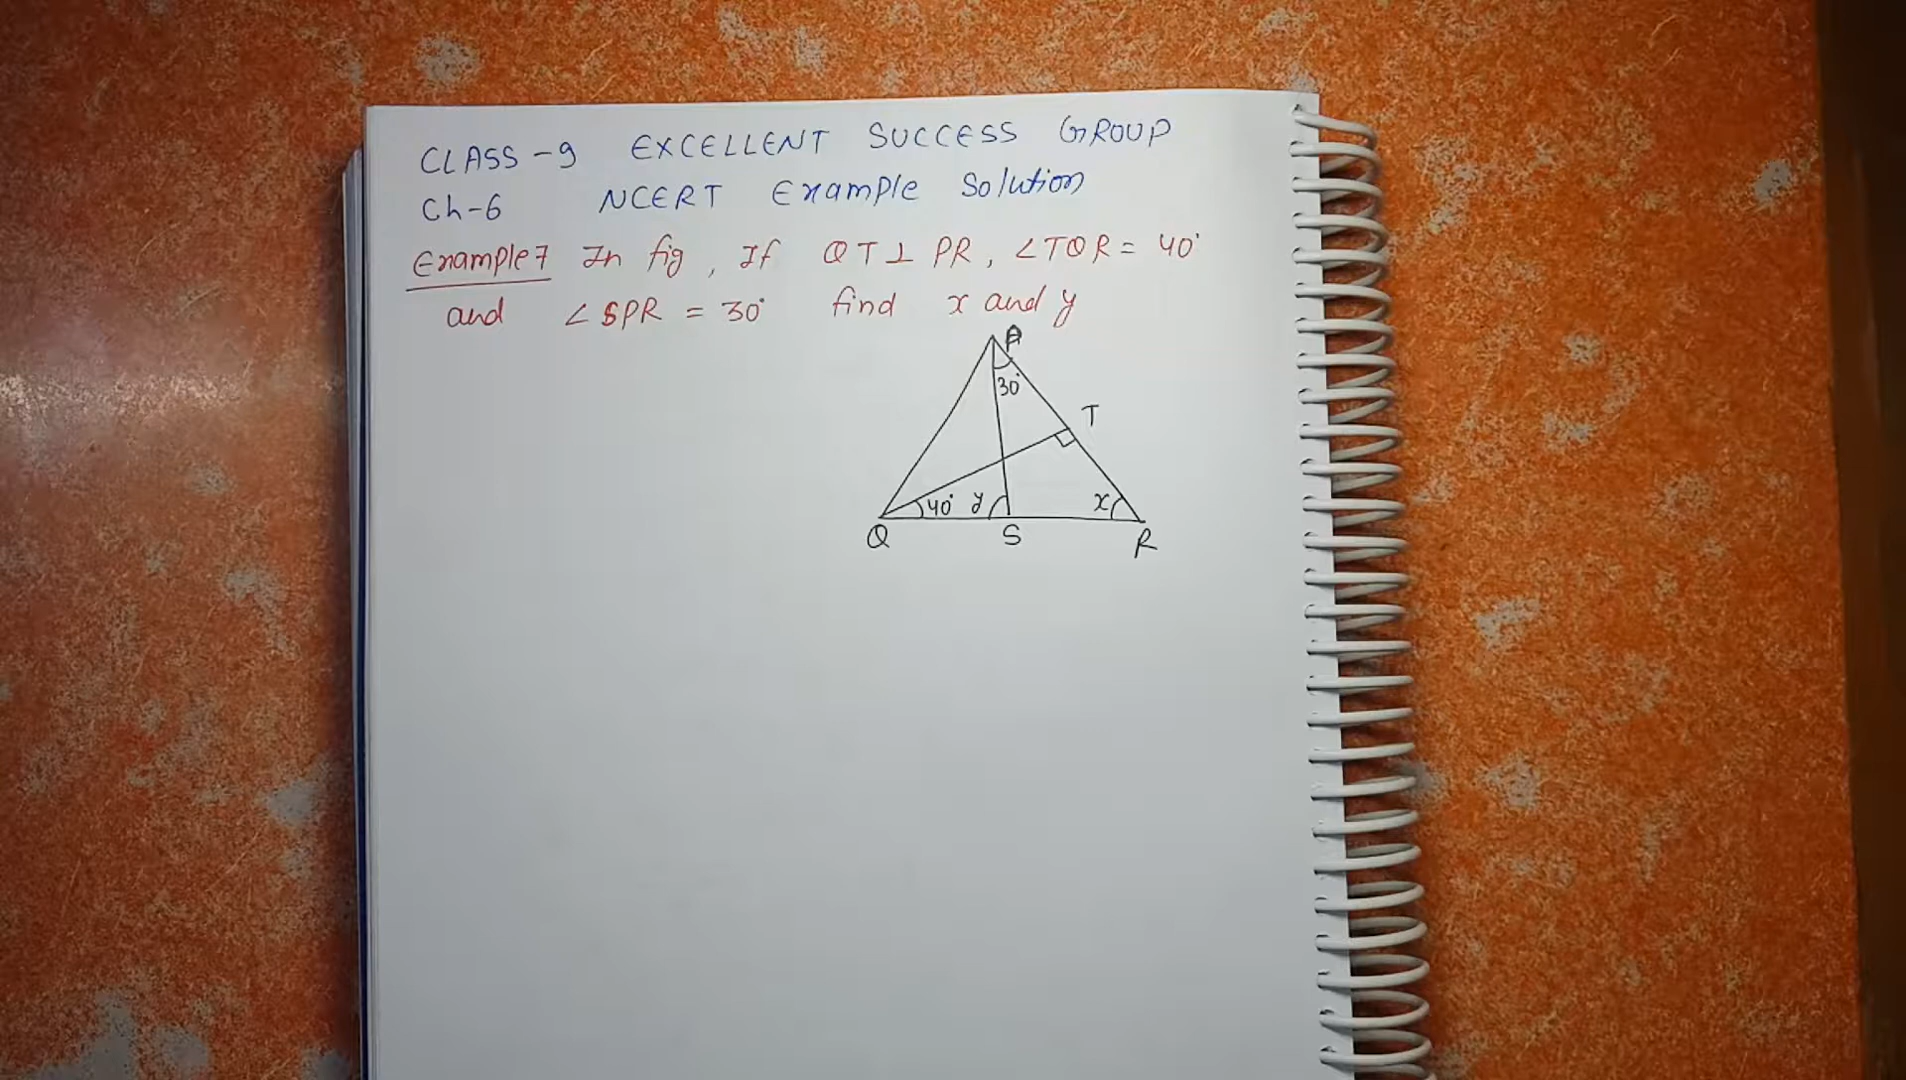 CLASS-9 EXCELLENT SUCCESS GROUP
Ch-6 NCERT Example Solution
Example 7 In fig, If QT⊥PR, ∠TQR = 40°
and ∠SPR = 30° find x and y
30°
T
40° y x
Q S R